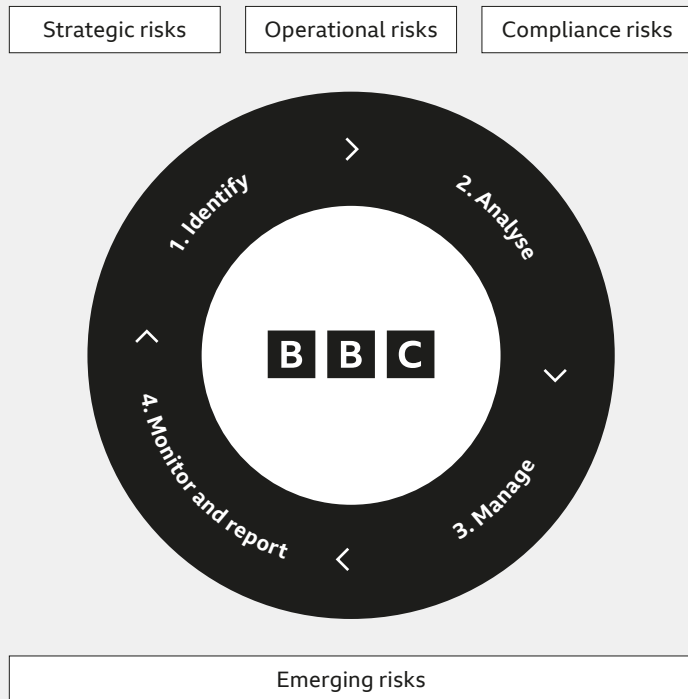 Strategic risks
Operational risks
Compliance risks
1. Identify
2. Analyse
BBC
3. Manage
4. Monitor and report
Emerging risks